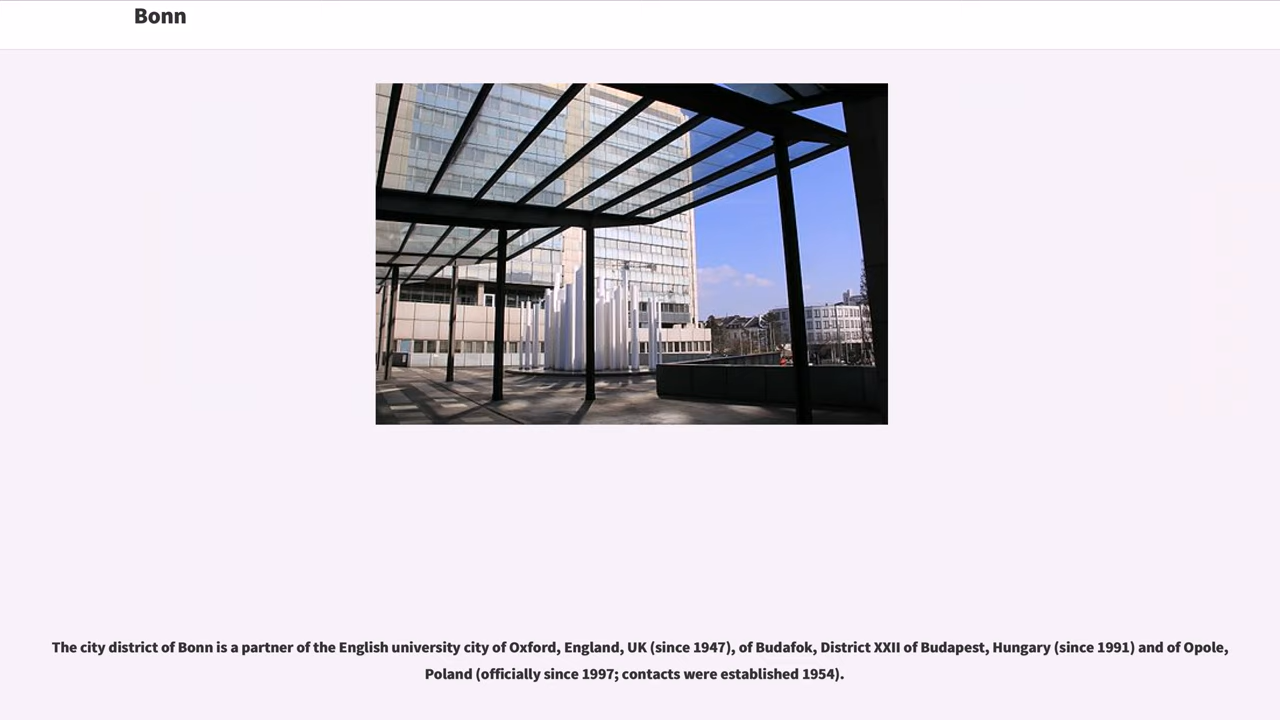 Bonn
The city district of Bonn is a partner of the English university city of Oxford, England, UK (since 1947), of Budafok, District XXII of Budapest, Hungary (since 1991) and of Opole,
Poland (officially since 1997; contacts were established 1954).